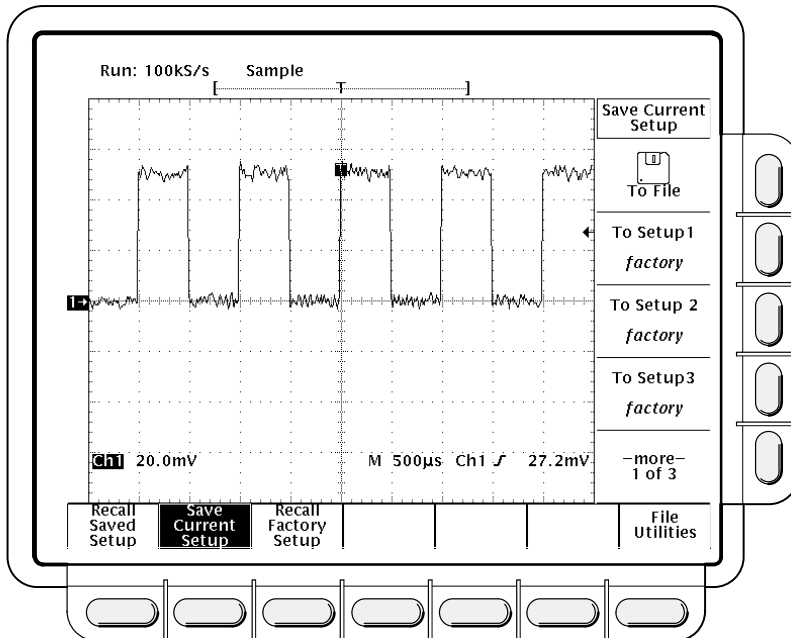 Run: 100kS/s Sample
[ T ]
Save Current
Setup
To File
T
To Setup1
factory
1
To Setup 2
factory
To Setup3
factory
Ch1 20.0mV M 500µs Ch1 27.2mV
–more–
1 of 3
Recall
Saved
Setup
Save
Current
Setup
Recall
Factory
Setup
File
Utilities